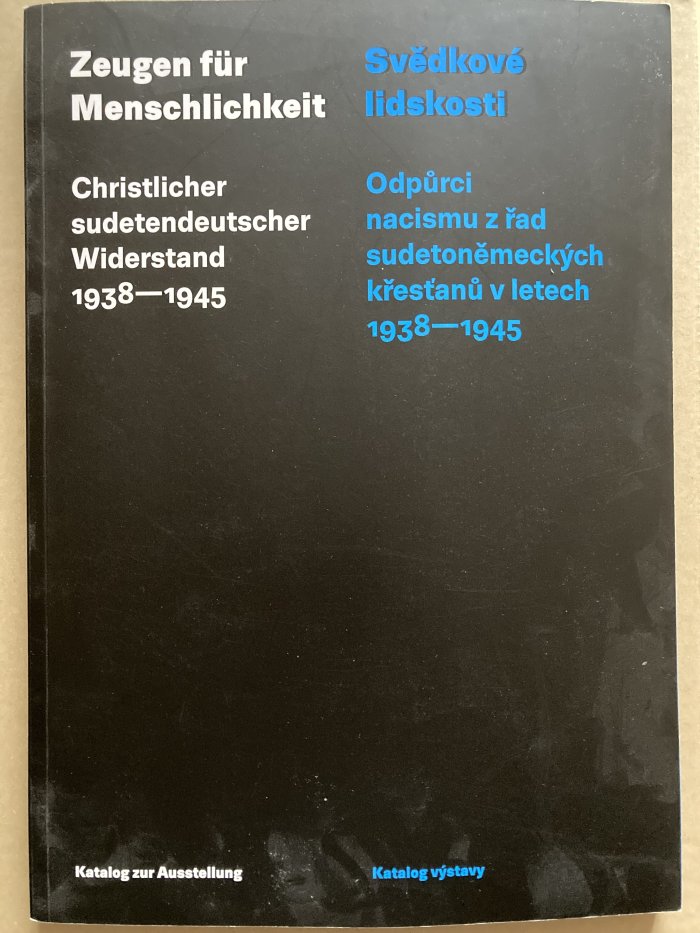 Zeugen für
Menschlichkeit
Christlicher
sudetendeutscher
Widerstand
1938—1945
Svědkové
lidskosti
Odpůrci
nacismu z řad
sudetoněmeckých
křesťanů v letech
1938—1945
Katalog zur Ausstellung
Katalog výstavy